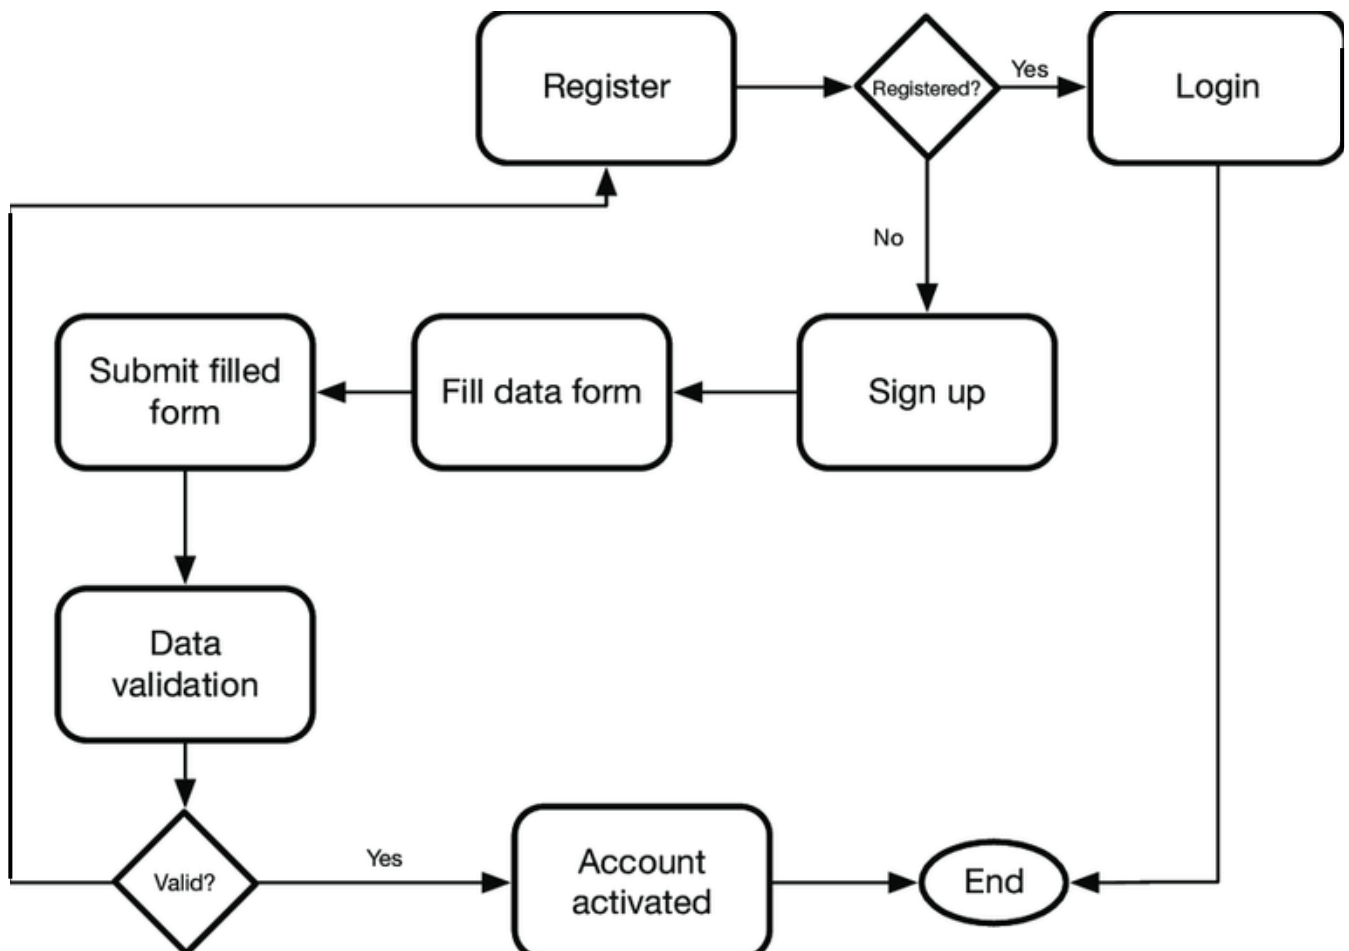 Register
Registered?
Yes
Login
No
Submit filled
form
Fill data form
Sign up
Data
validation
Valid?
Yes
Account
activated
End